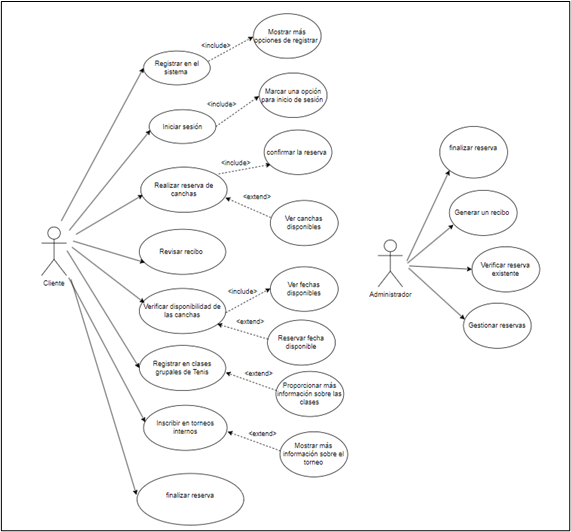 Mostrar más
opciones de registrar
<include>
Registrar en el
sistema
Marcar una opción
para inicio de sesión
<include>
Iniciar sesión
confirmar la reserva
<include>
Realizar reserva de
canchas
<extend>
Ver canchas
disponibles
Revisar recibo
Cliente
Ver fechas
disponibles
<include>
Verificar disponibilidad de
las canchas
<extend>
Reservar fecha
disponible
Registrar en clases
grupales de Tenis
<extend>
Proporcionar más
información sobre las
clases
Inscribir en torneos
internos
<extend>
Mostrar más
información sobre el
torneo
finalizar reserva
finalizar reserva
Generar un recibo
Verificar reserva
existente
Administrador
Gestionar reservas